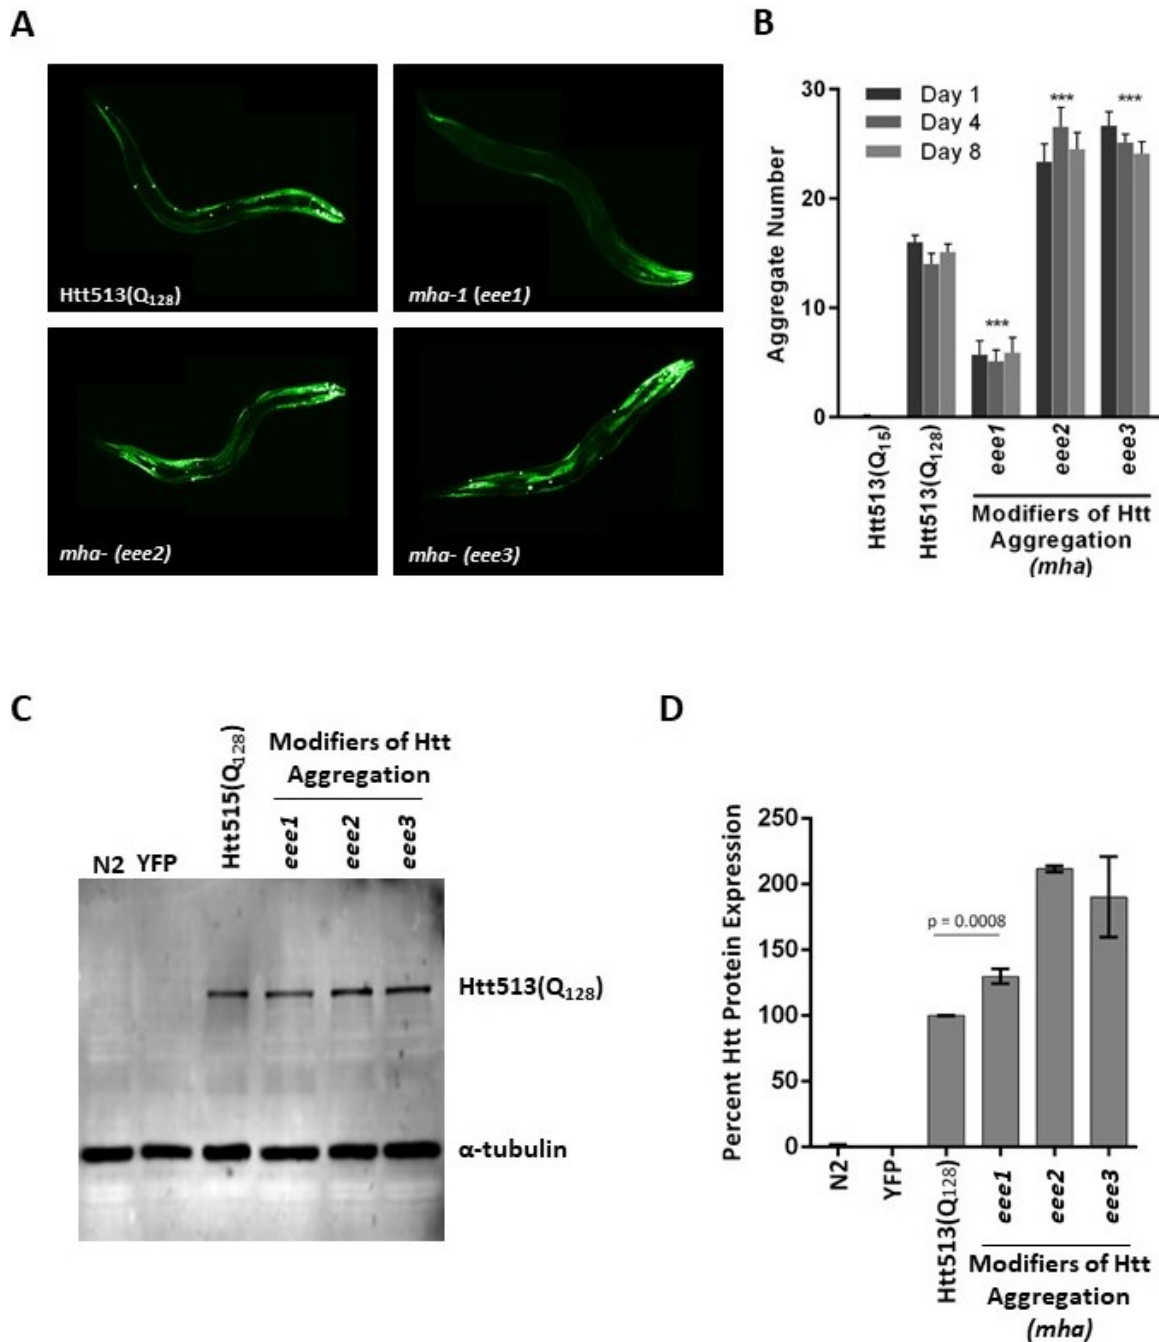 A
Htt513(Q128)
mha-1 (eee1)
mha- (eee2)
mha- (eee3)
B
Day 1
Day 4
Day 8
Aggregate Number
30
20
10
0
***
***
***
Htt513(Q15)
Htt513(Q128)
eee1
eee2
eee3
Modifiers of Htt
Aggregation
(mha)
C
N2
YFP
Htt515(Q128)
Modifiers of Htt
Aggregation
eee1
eee2
eee3
Htt513(Q128)
α-tubulin
D
Percent Htt Protein Expression
250
200
150
100
50
0
p = 0.0008
N2
YFP
Htt513(Q128)
eee1
eee2
eee3
Modifiers of Htt
Aggregation
(mha)